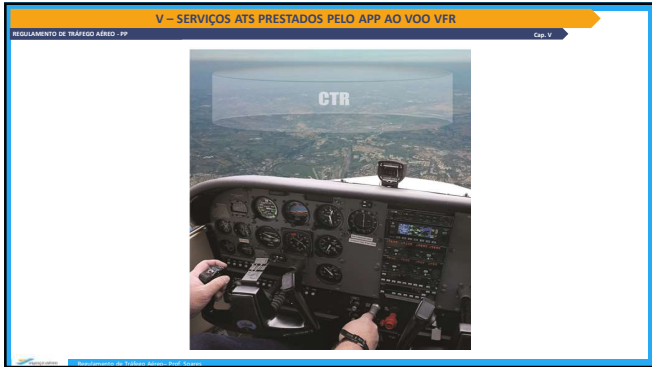 V – SERVIÇOS ATS PRESTADOS PELO APP AO VOO VFR
REGULAMENTO DE TRÁFEGO AÉREO - PP
Cap. V
CTR
Regulamento de Tráfego Aéreo– Prof. Soares